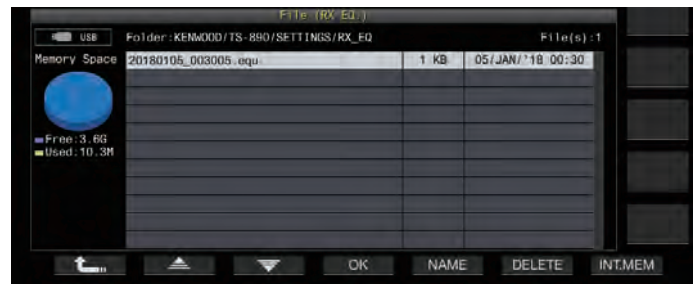 File (RX EQ.)
USB Folder:KENWOOD/TS-890/SETTINGS/RX_EQ File(s):1
Memory Space 20180105_003005.equ 1 KB 05/JAN/'18 00:30
Free:3.6G
Used:10.3M
OK NAME DELETE INT.MEM